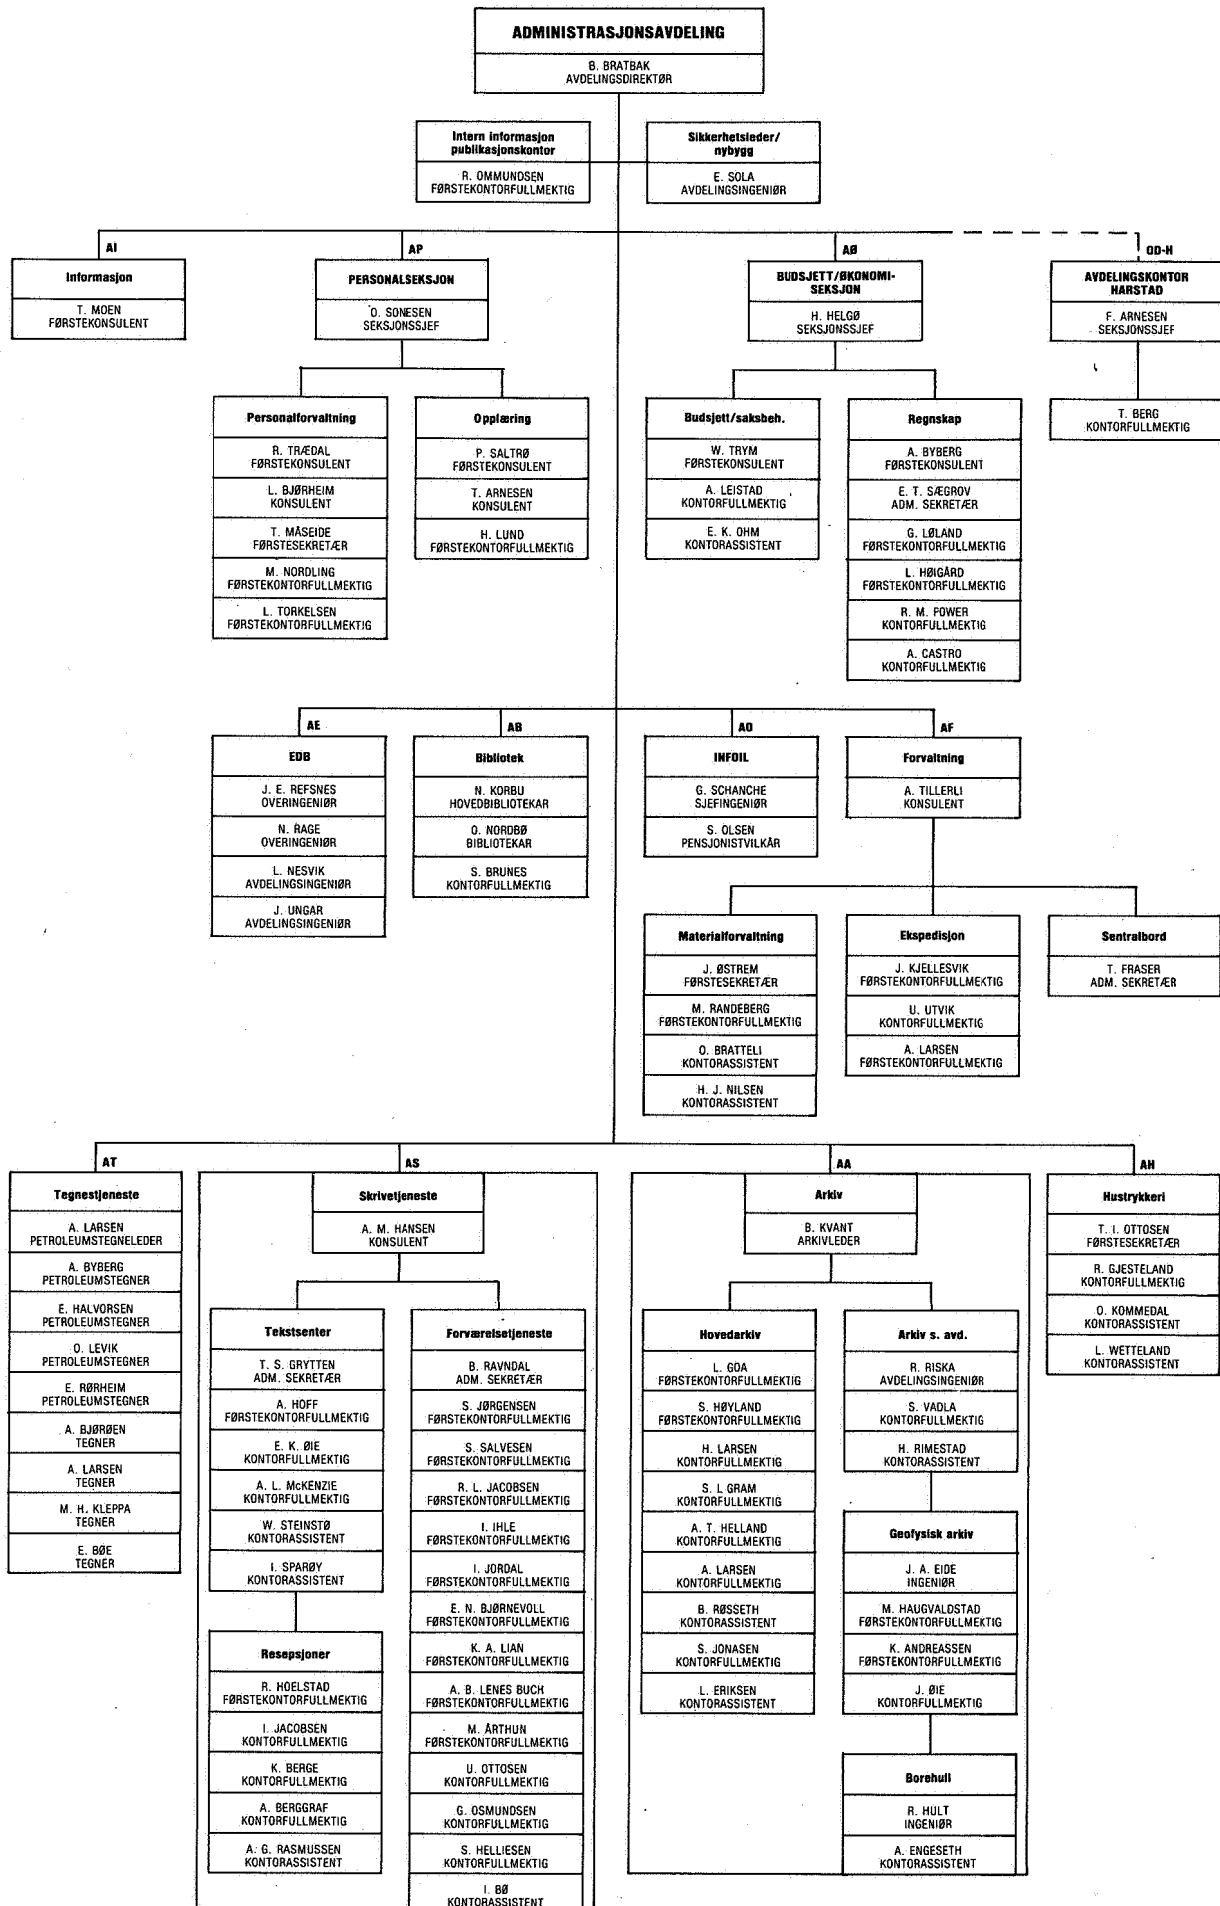 ADMINISTRASJONSAVDELING
B. BRATBAK
AVDELINGSDIREKTØR
Intern informasjon
publikasjonskontor
R. OMMUNDSEN
FØRSTEKONTORFULLMEKTIG
Sikkerhetsleder/
nybygg
E. SOLA
AVDELINGSINGENIØR
AI
Informasjon
T. MOEN
FØRSTEKONSULENT
AP
PERSONALSEKSJON
O. SONESEN
SEKSJONSSJEF
AØ
BUDSJETT/ØKONOMI-
SEKSJON
H. HELGØ
SEKSJONSSJEF
OD-H
AVDELINGSKONTOR
HARSTAD
F. ARNESEN
SEKSJONSSJEF
T. BERG
KONTORFULLMEKTIG
Personalforvaltning
R. TRÆDAL
FØRSTEKONSULENT
L. BJØRHEIM
KONSULENT
T. MÅSEIDE
FØRSTESEKRETÆR
M. NORDLING
FØRSTEKONTORFULLMEKTIG
L. TORKELSEN
FØRSTEKONTORFULLMEKTIG
Opplæring
P. SALTRØ
FØRSTEKONSULENT
T. ARNESEN
KONSULENT
H. LUND
FØRSTEKONTORFULLMEKTIG
Budsjett/saksbeh.
W. TRYM
FØRSTEKONSULENT
A. LEISTAD
KONTORFULLMEKTIG
E. K. OHM
KONTORASSISTENT
Regnskap
A. BYBERG
FØRSTEKONSULENT
E. T. SÆGROV
ADM. SEKRETÆR
G. LØLAND
FØRSTEKONTORFULLMEKTIG
L. HØIGÅRD
FØRSTEKONTORFULLMEKTIG
R. M. POWER
KONTORFULLMEKTIG
A. CASTRO
KONTORFULLMEKTIG
AE
EDB
J. E. REFSNES
OVERINGENIØR
N. RAGE
OVERINGENIØR
L. NESVIK
AVDELINGSINGENIØR
J. UNGAR
AVDELINGSINGENIØR
AB
Bibliotek
N. KORBU
HOVEDBIBLIOTEKAR
O. NORDBØ
BIBLIOTEKAR
S. BRUNES
KONTORFULLMEKTIG
AO
INFOIL
G. SCHANCHE
SJEFINGENIØR
S. OLSEN
PENSJONISTVILKÅR
AF
Forvaltning
A. TILLERLI
KONSULENT
Materialforvaltning
J. ØSTREM
FØRSTESEKRETÆR
M. RANDEBERG
FØRSTEKONTORFULLMEKTIG
O. BRATTELI
KONTORASSISTENT
H. J. NILSEN
KONTORASSISTENT
Ekspedisjon
J. KJELLESVIK
FØRSTEKONTORFULLMEKTIG
U. UTVIK
KONTORFULLMEKTIG
A. LARSEN
FØRSTEKONTORFULLMEKTIG
Sentralbord
T. FRASER
ADM. SEKRETÆR
AT
Tegnestjeneste
A. LARSEN
PETROLEUMSTEGNELEDER
A. BYBERG
PETROLEUMSTEGNER
E. HALVORSEN
PETROLEUMSTEGNER
O. LEVIK
PETROLEUMSTEGNER
E. RØRHEIM
PETROLEUMSTEGNER
A. BJØRØEN
TEGNER
A. LARSEN
TEGNER
M. H. KLEPPA
TEGNER
E. BØE
TEGNER
AS
Skrivetjeneste
A. M. HANSEN
KONSULENT
Tekstsenter
T. S. GRYTTEN
ADM. SEKRETÆR
A. HOFF
FØRSTEKONTORFULLMEKTIG
E. K. ØIE
KONTORFULLMEKTIG
A. L. McKENZIE
KONTORFULLMEKTIG
W. STEINSTØ
KONTORASSISTENT
I. SPARØY
KONTORASSISTENT
Resepsjoner
R. HOELSTAD
FØRSTEKONTORFULLMEKTIG
I. JACOBSEN
KONTORFULLMEKTIG
K. BERGE
KONTORFULLMEKTIG
A. BERGGRAF
KONTORFULLMEKTIG
A. G. RASMUSSEN
KONTORASSISTENT
Forværelsetjeneste
B. RAVNDAL
ADM. SEKRETÆR
S. JØRGENSEN
FØRSTEKONTORFULLMEKTIG
S. SALVESEN
FØRSTEKONTORFULLMEKTIG
R. L. JACOBSEN
FØRSTEKONTORFULLMEKTIG
I. IHLE
FØRSTEKONTORFULLMEKTIG
I. JORDAL
FØRSTEKONTORFULLMEKTIG
E. N. BJØRNEVOLL
FØRSTEKONTORFULLMEKTIG
K. A. LIAN
FØRSTEKONTORFULLMEKTIG
A. B. LENES BUCH
FØRSTEKONTORFULLMEKTIG
M. ÅRTHUN
FØRSTEKONTORFULLMEKTIG
U. OTTOSEN
KONTORFULLMEKTIG
G. OSMUNDSEN
KONTORFULLMEKTIG
S. HELLIESEN
KONTORFULLMEKTIG
I. BØ
KONTORASSISTENT
AA
Arkiv
B. KVANT
ARKIVLEDER
Hovedarkiv
L. GOA
FØRSTEKONTORFULLMEKTIG
S. HØYLAND
FØRSTEKONTORFULLMEKTIG
H. LARSEN
KONTORFULLMEKTIG
S. L GRAM
KONTORFULLMEKTIG
A. T. HELLAND
KONTORFULLMEKTIG
A. LARSEN
KONTORFULLMEKTIG
B. RØSSETH
KONTORASSISTENT
S. JONASEN
KONTORFULLMEKTIG
L. ERIKSEN
KONTORASSISTENT
Arkiv s. avd.
R. RISKA
AVDELINGSINGENIØR
S. VADLA
KONTORFULLMEKTIG
H. RIMESTAD
KONTORASSISTENT
Geofysisk arkiv
J. A. EIDE
INGENIØR
M. HAUGVALDSTAD
FØRSTEKONTORFULLMEKTIG
K. ANDREASSEN
FØRSTEKONTORFULLMEKTIG
J. ØIE
KONTORFULLMEKTIG
Borehull
R. HULT
INGENIØR
A. ENGESETH
KONTORASSISTENT
AH
Hustrykkeri
T. I. OTTOSEN
FØRSTESEKRETÆR
R. GJESTELAND
KONTORFULLMEKTIG
O. KOMMEDAL
KONTORASSISTENT
L. WETTELAND
KONTORASSISTENT